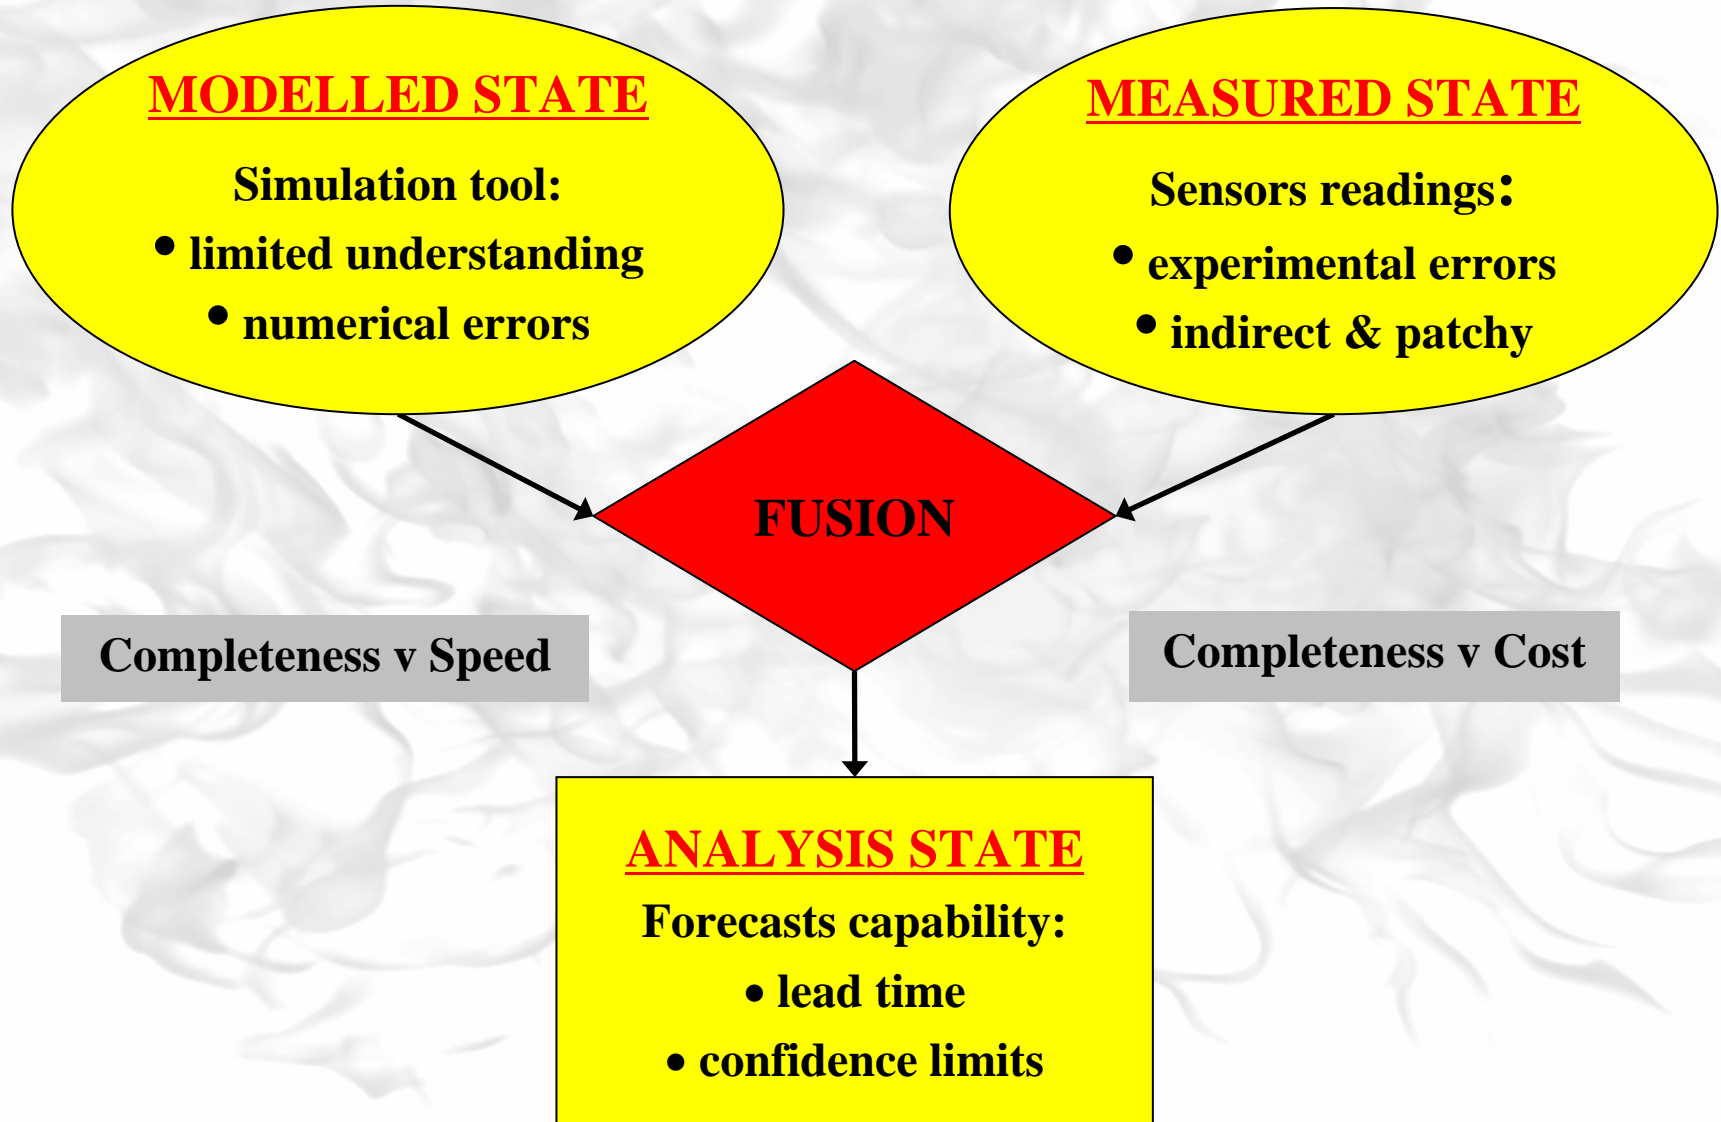 MODELLED STATE
Simulation tool:
• limited understanding
• numerical errors
MEASURED STATE
Sensors readings:
• experimental errors
• indirect & patchy
FUSION
Completeness v Speed
Completeness v Cost
ANALYSIS STATE
Forecasts capability:
• lead time
• confidence limits